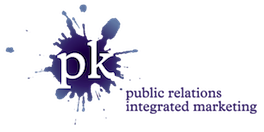 pk
public relations
integrated marketing